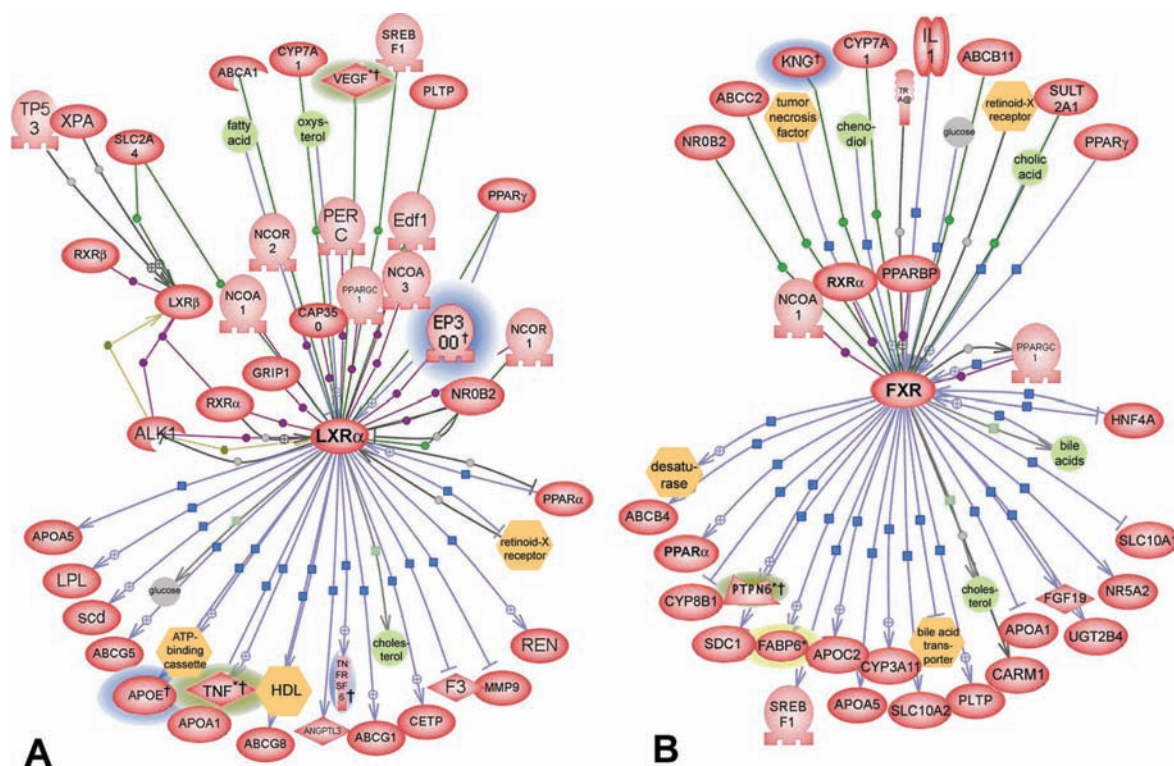 SREB
F1
CYP7A
1
ABCA1
VEGF*†
PLTP
TP5
3
XPA
SLC2A
4
fatty
acid
oxys-
terol
PPARγ
PER
C
Edf1
NCOR
2
RXRβ
LXRβ
NCOA
1
PPARGC
1
NCOA
3
CAP35
0
EP3
00†
NCOR
1
GRIP1
NR0B2
RXRα
ALK1
LXRα
PPARα
retinoid-X
receptor
APOA5
LPL
scd
glucose
ABCG5
ATP-
binding
cassette
APOE†
TNF*†
HDL
APOA1
ABCG8
TN
FR
SF
6†
ANGPTL3
choles-
terol
ABCG1
CETP
F3
MMP9
REN
A
IL
1
KNG†
CYP7A
1
ABCB11
ABCC2
tumor
necrosis
factor
TR
A@
retinoid-X
receptor
SULT
2A1
NR0B2
cheno-
diol
glucose
cholic
acid
PPARγ
RXRα
PPARBP
NCOA
1
PPARGC
1
FXR
HNF4A
bile
acids
desatu-
rase
ABCB4
PPARα
SLC10A1
CYP8B1
PTPN6*†
choles-
terol
FGF19
NR5A2
SDC1
FABP6*
APOC2
CYP3A11
bile acid
trans-
porter
APOA1
UGT2B4
CARM1
SREB
F1
APOA5
SLC10A2
PLTP
B